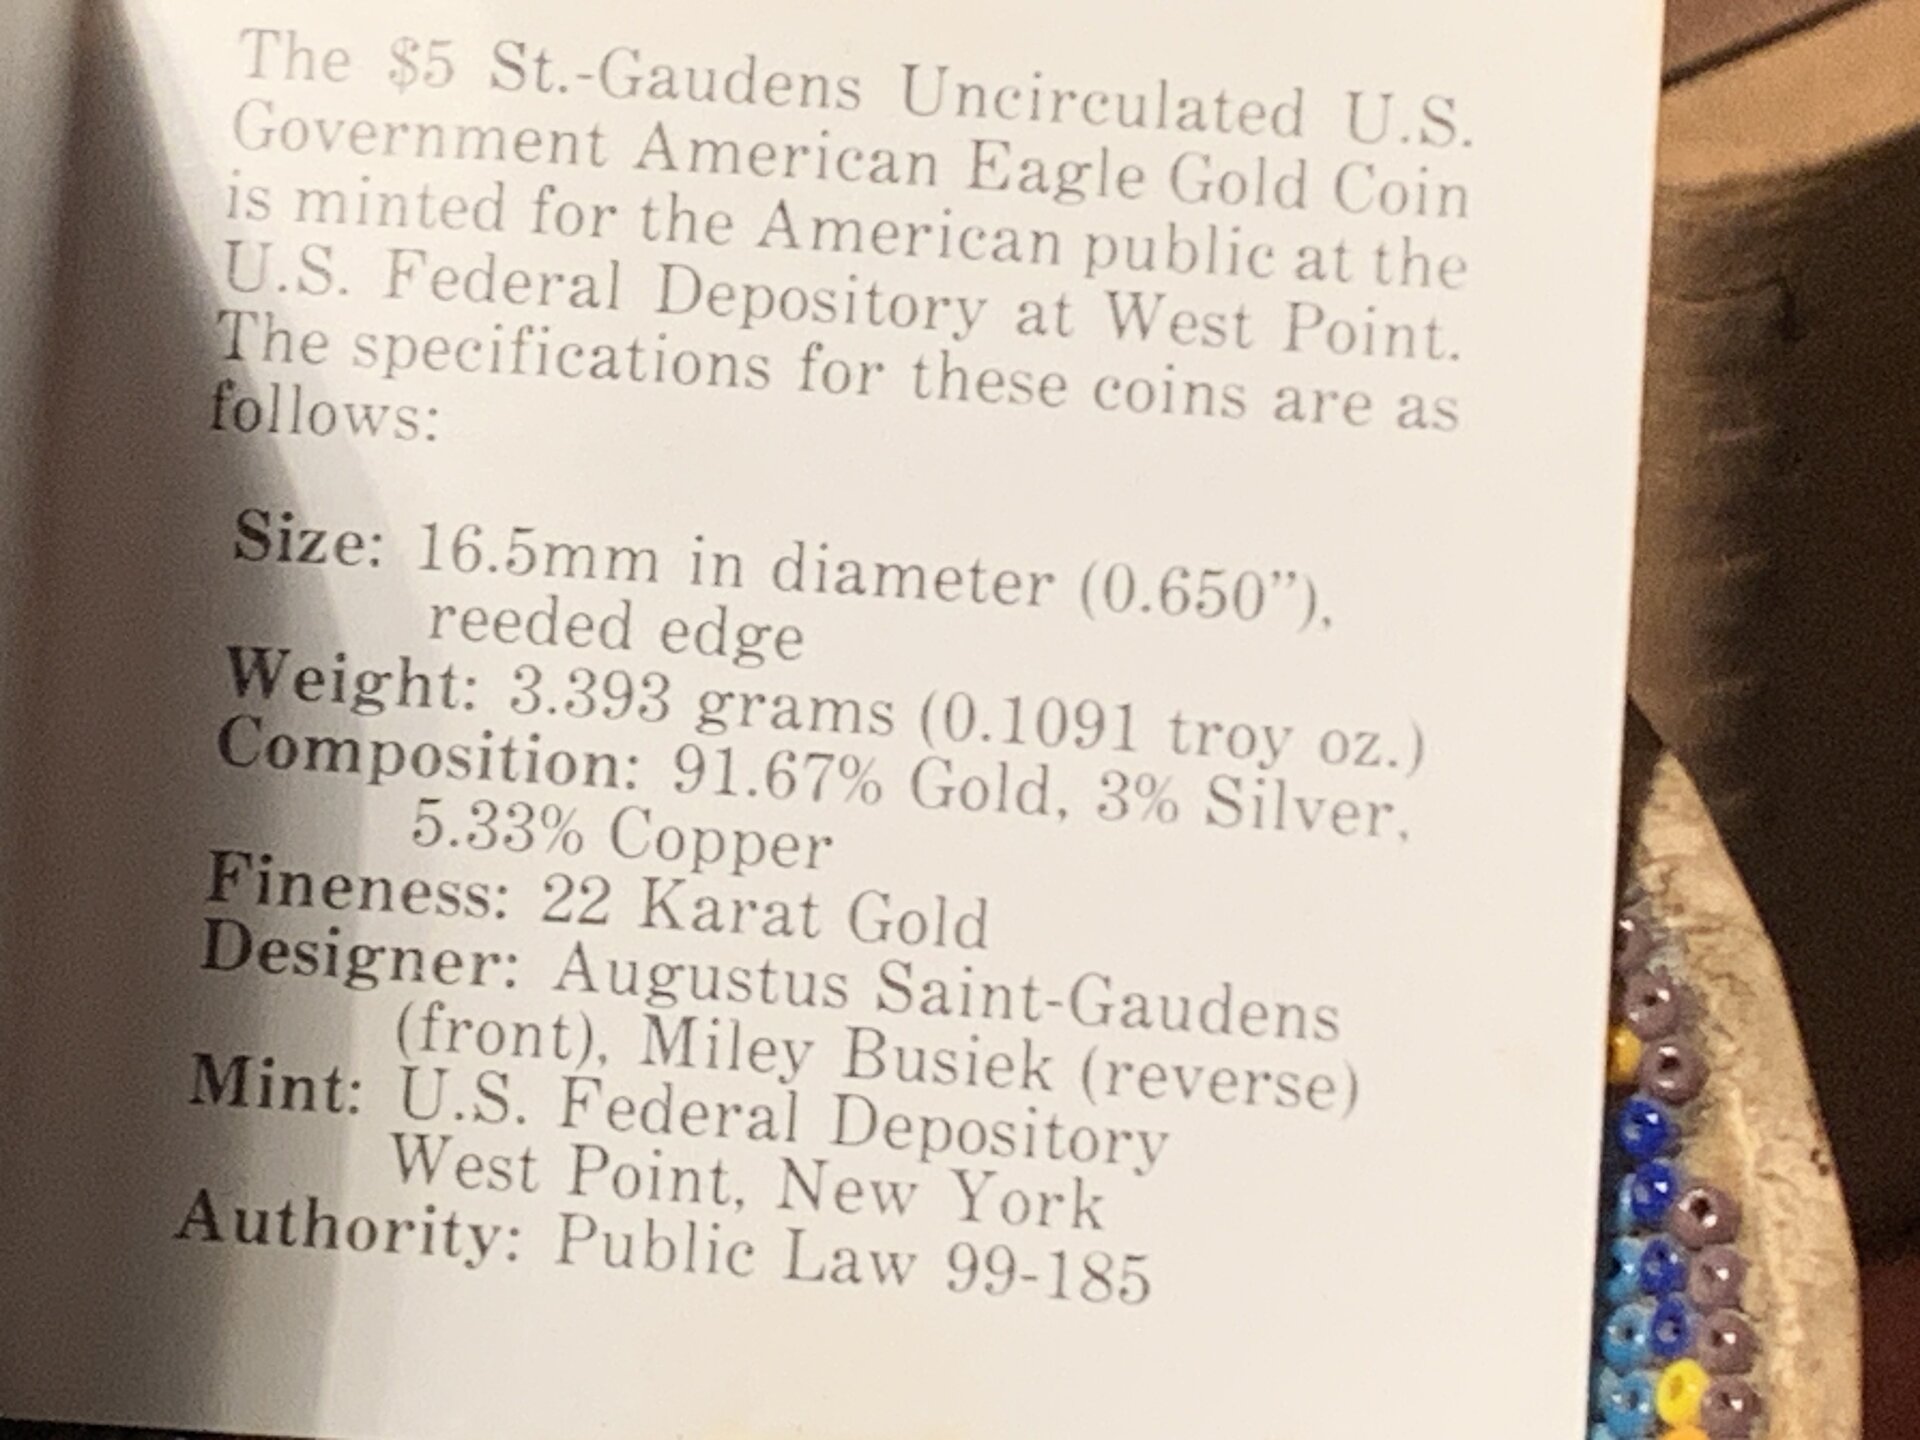 The $5 St.-Gaudens Uncirculated U.S.
Government American Eagle Gold Coin
is minted for the American public at the
U.S. Federal Depository at West Point.
The specifications for these coins are as
follows:
Size: 16.5mm in diameter (0.650”),
reeded edge
Weight: 3.393 grams (0.1091 troy oz.)
Composition: 91.67% Gold, 3% Silver,
5.33% Copper
Fineness: 22 Karat Gold
Designer: Augustus Saint-Gaudens
(front), Miley Busiek (reverse)
Mint: U.S. Federal Depository
West Point, New York
Authority: Public Law 99-185